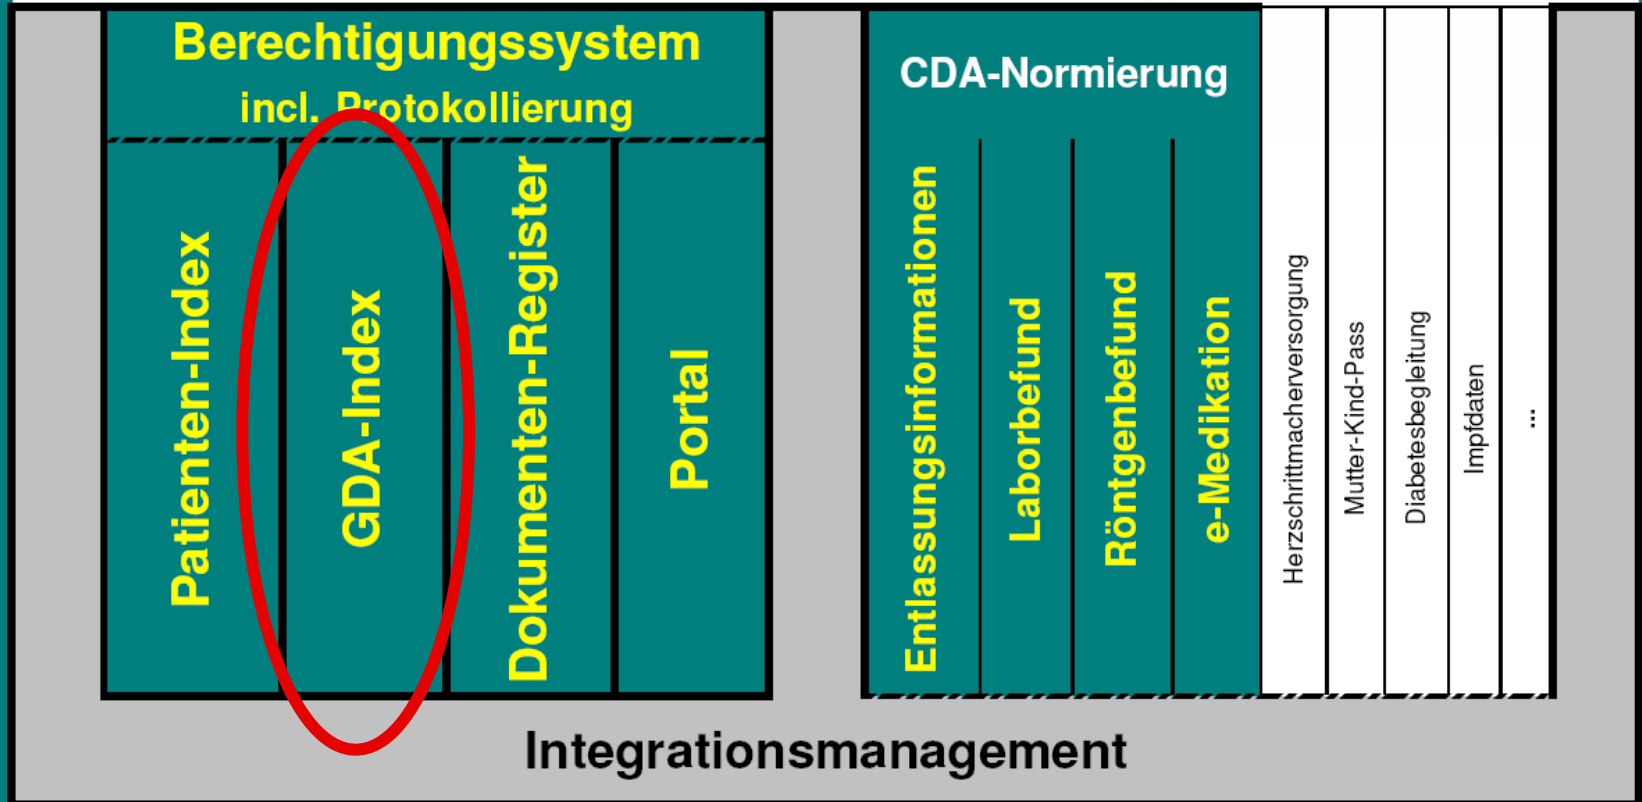 Berechtigungssystem
incl. Protokollierung
Patienten-Index
GDA-Index
Dokumenten-Register
Portal
CDA-Normierung
Entlassungsinformationen
Laborbefund
Röntgenbefund
e-Medikation
Herzschrittmacherversorgung
Mutter-Kind-Pass
Diabetesbegleitung
Impfdaten
...
Integrationsmanagement